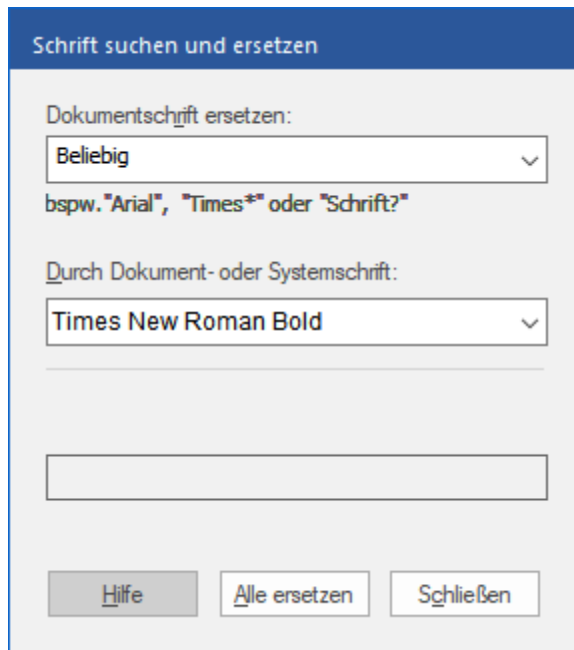 Schrift suchen und ersetzen
Dokumentschrift ersetzen:
Beliebig
bspw."Arial", "Times*" oder "Schrift?"
Durch Dokument- oder Systemschrift:
Times New Roman Bold
Hilfe Alle ersetzen Schließen